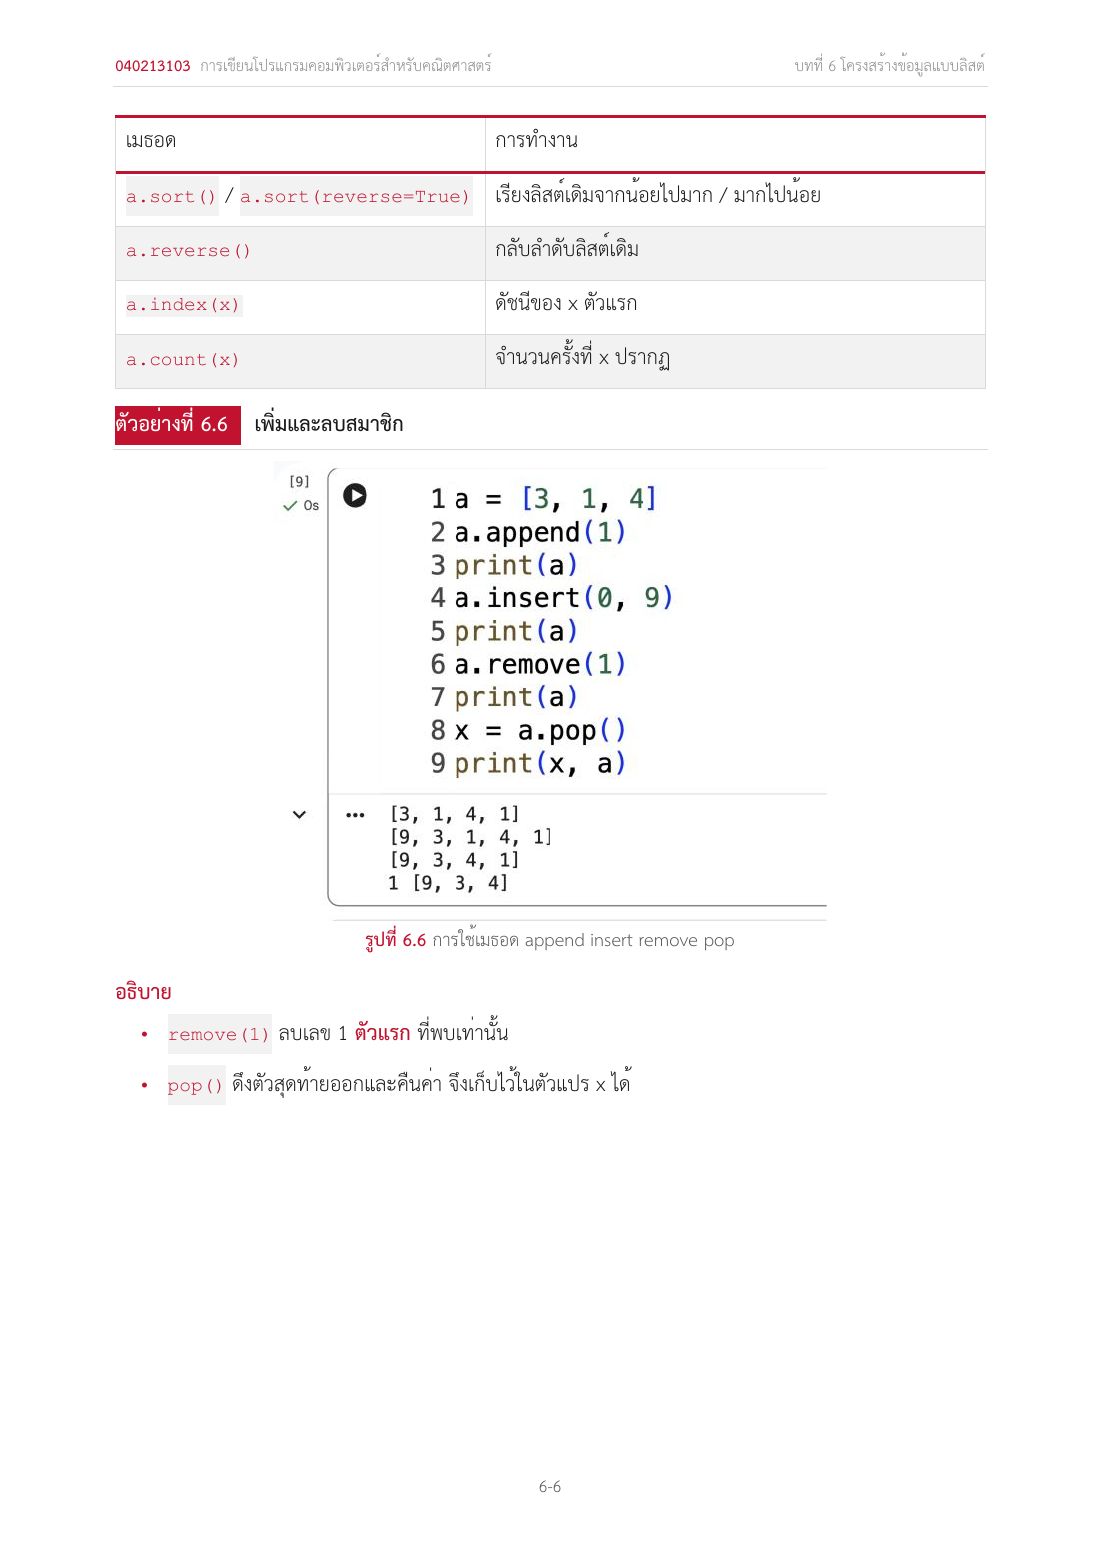 040213103 การเขียนโปรแกรมคอมพิวเตอร์สำหรับคณิตศาสตร์ บทที่ 6 โครงสร้างข้อมูลแบบลิสต์
เมธอด การทำงาน
a.sort() / a.sort(reverse=True) เรียงลิสต์เดิมจากน้อยไปมาก / มากไปน้อย
a.reverse() กลับลำดับลิสต์เดิม
a.index(x) ดัชนีของ x ตัวแรก
a.count(x) จำนวนครั้งที่ x ปรากฏ
ตัวอย่างที่ 6.6 เพิ่มและลบสมาชิก
[9]
0s
1 a = [3, 1, 4]
2 a.append(1)
3 print(a)
4 a.insert(0, 9)
5 print(a)
6 a.remove(1)
7 print(a)
8 x = a.pop()
9 print(x, a)
[3, 1, 4, 1]
[9, 3, 1, 4, 1]
[9, 3, 4, 1]
1 [9, 3, 4]
รูปที่ 6.6 การใช้เมธอด append insert remove pop
อธิบาย
• remove(1) ลบเลข 1 ตัวแรก ที่พบเท่านั้น
• pop() ดึงตัวสุดท้ายออกและคืนค่า จึงเก็บไว้ในตัวแปร x ได้
6-6